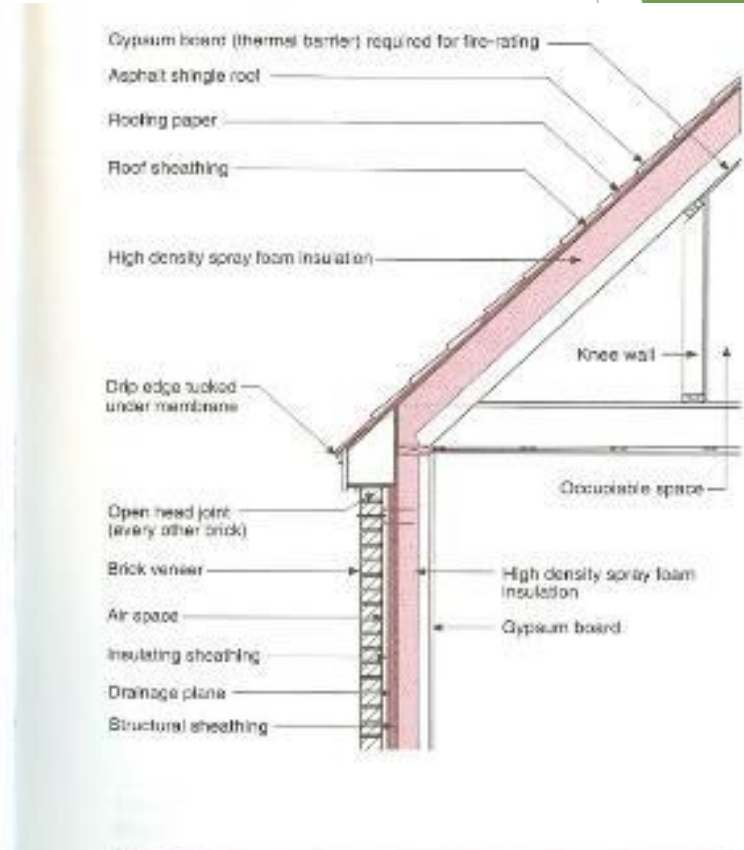 Gypsum board (thermal barrier) required for fire-rating
Asphalt shingle roof
Roofing paper
Roof sheathing
High density spray foam insulation
Knee wall
Drip edge tucked
under membrane
Occupiable space
Open head joint
(every other brick)
Brick veneer
High density spray foam
insulation
Air space
Gypsum board
Insulating sheathing
Drainage plane
Structural sheathing